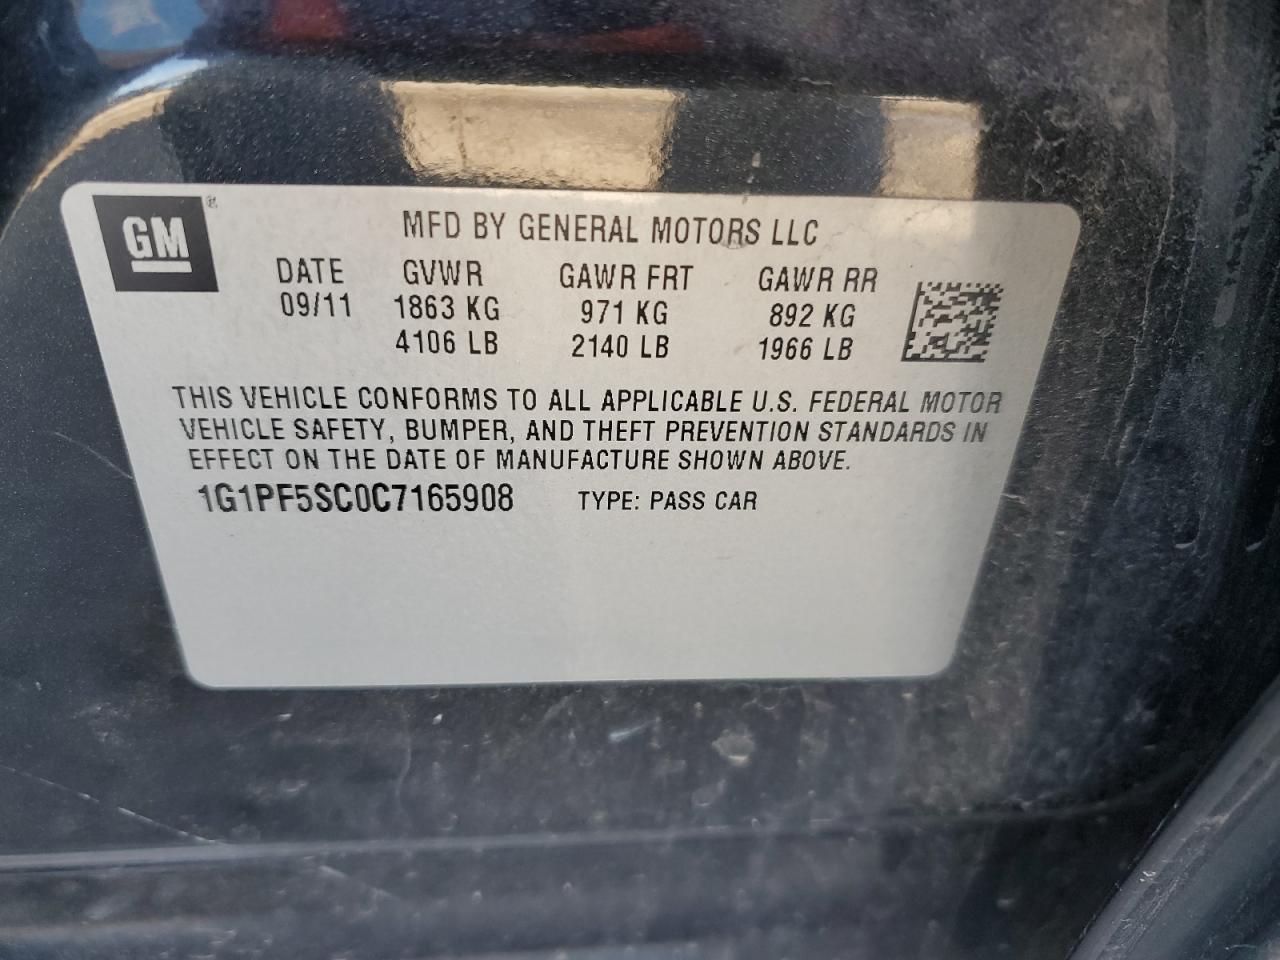 GM®
MFD BY GENERAL MOTORS LLC
DATE GVWR GAWR FRT GAWR RR
09/11 1863 KG 971 KG 892 KG
4106 LB 2140 LB 1966 LB
THIS VEHICLE CONFORMS TO ALL APPLICABLE U.S. FEDERAL MOTOR
VEHICLE SAFETY, BUMPER, AND THEFT PREVENTION STANDARDS IN
EFFECT ON THE DATE OF MANUFACTURE SHOWN ABOVE.
1G1PF5SC0C7165908 TYPE: PASS CAR